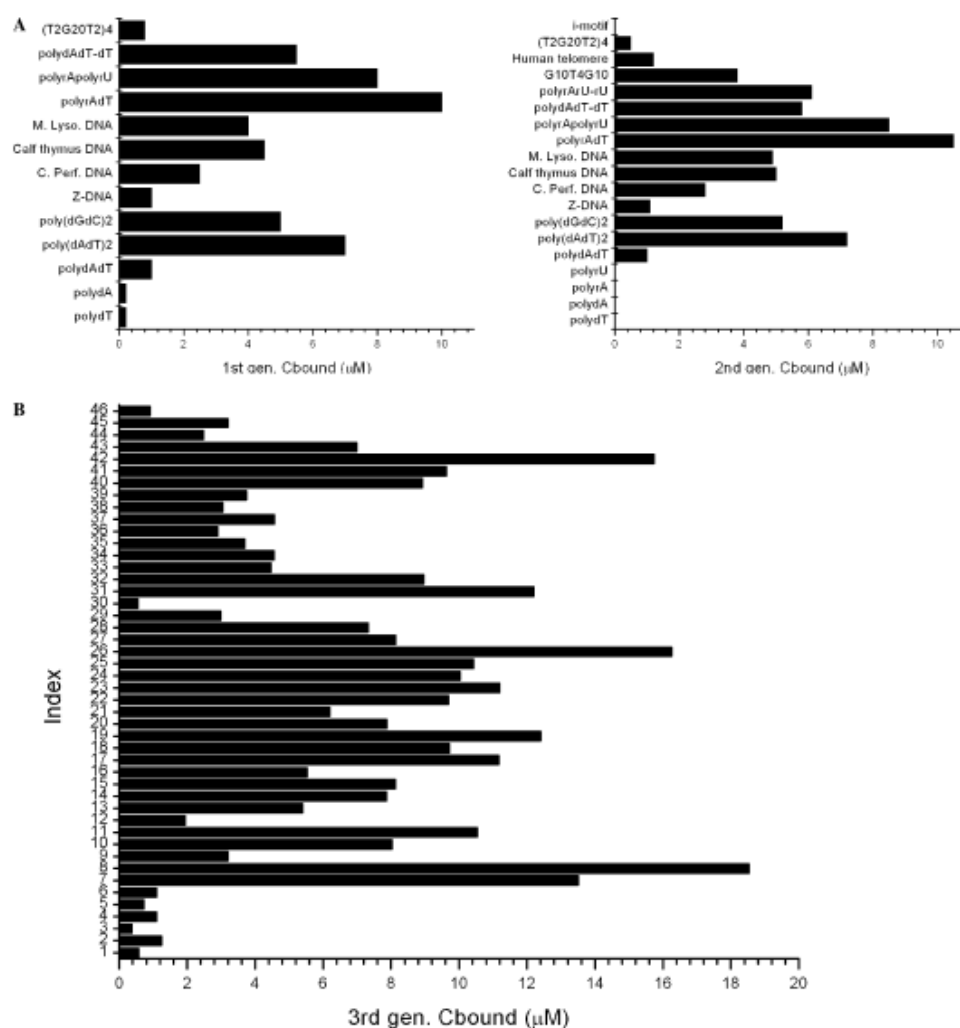 A
(T2G20T2)4
polydAdT-dT
polyrApolyrU
polyrAdT
M. Lyso. DNA
Calf thymus DNA
C. Perf. DNA
Z-DNA
poly(dGdC)2
poly(dAdT)2
polydAdT
polydA
polydT
0 2 4 6 8 10
1st gen. Cbound (µM)
i-motif
(T2G20T2)4
Human telomere
G10T4G10
polyrArU-rU
polydAdT-dT
polyrApolyrU
polyrAdT
M. Lyso. DNA
Calf thymus DNA
C. Perf. DNA
Z-DNA
poly(dGdC)2
poly(dAdT)2
polydAdT
polyrU
polyrA
polydA
polydT
0 2 4 6 8 10
2nd gen. Cbound (µM)
B
46
45
44
43
42
41
40
39
38
37
36
35
34
33
32
31
30
29
28
27
26
25
24
23
22
21
20
19
18
17
16
15
14
13
12
11
10
9
8
7
6
5
4
3
2
1
Index
0 2 4 6 8 10 12 14 16 18 20
3rd gen. Cbound (µM)